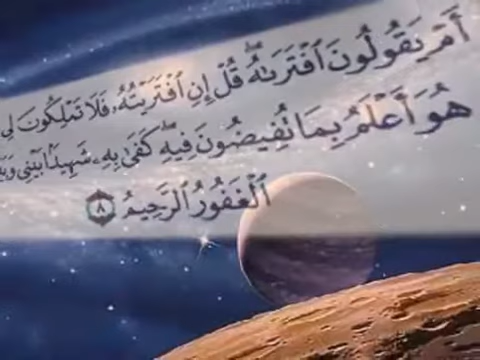 أَمْ يَقُولُونَ ٱفْتَرَىٰهُ ۖ قُلْ إِنِ ٱفْتَرَيْتُهُۥ فَلَا تَمْلِكُونَ لِى
هُوَ أَعْلَمُ بِمَا تُفِيضُونَ فِيهِ ۖ كَفَىٰ بِهِۦ شَهِيدًۢا بَيْنِى
ٱلْغَفُورُ ٱلرَّحِيمُ ٨